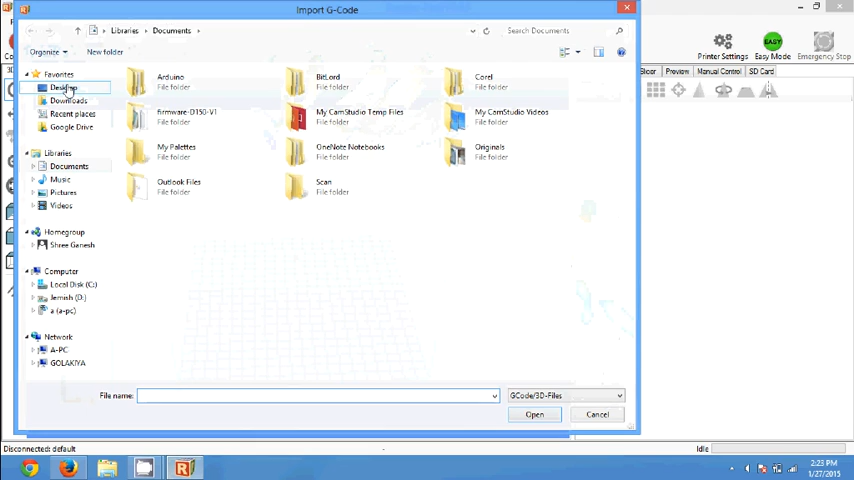 Import G-Code
Libraries
Documents
Search Documents
Organize
New folder
Favorites
Desktop
Downloads
Recent places
Google Drive
Libraries
Documents
Music
Pictures
Videos
Homegroup
Shree Ganesh
Computer
Local Disk (C:)
Jemish (D:)
a (a-pc)
Network
A-PC
GOLAKIYA
Arduino
File folder
BitLord
File folder
Corel
File folder
firmware-D150-V1
File folder
My CamStudio Temp Files
File folder
My CamStudio Videos
File folder
My Palettes
File folder
OneNote Notebooks
File folder
Originals
File folder
Outlook Files
File folder
Scan
File folder
File name:
GCode/3D-Files
Open
Cancel
Printer Settings
EASY
Easy Mode
Emergency Stop
Slicer
Preview
Manual Control
SD Card
Disconnected: default
-
Idle
2:23 PM
1/27/2015